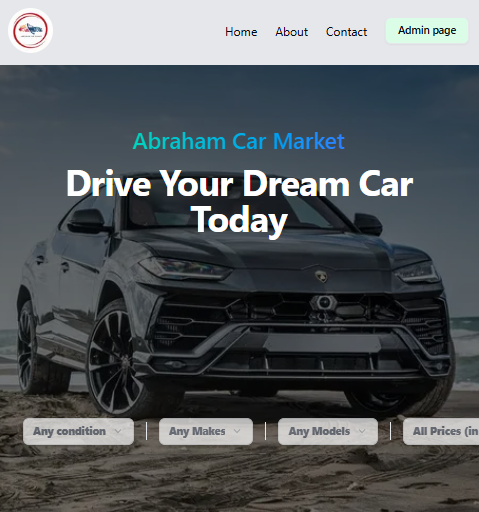 Home About Contact Admin page
Abraham Car Market
Drive Your Dream Car
Today
Any condition Any Makes Any Models All Prices (in